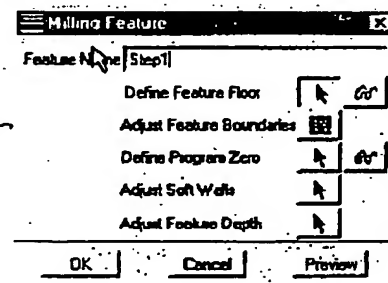 Milling Feature
Feature Name Step1
Define Feature Floor
Adjust Feature Boundaries
Define Program Zero
Adjust Soft Walls
Adjust Feature Depth
OK Cancel Preview